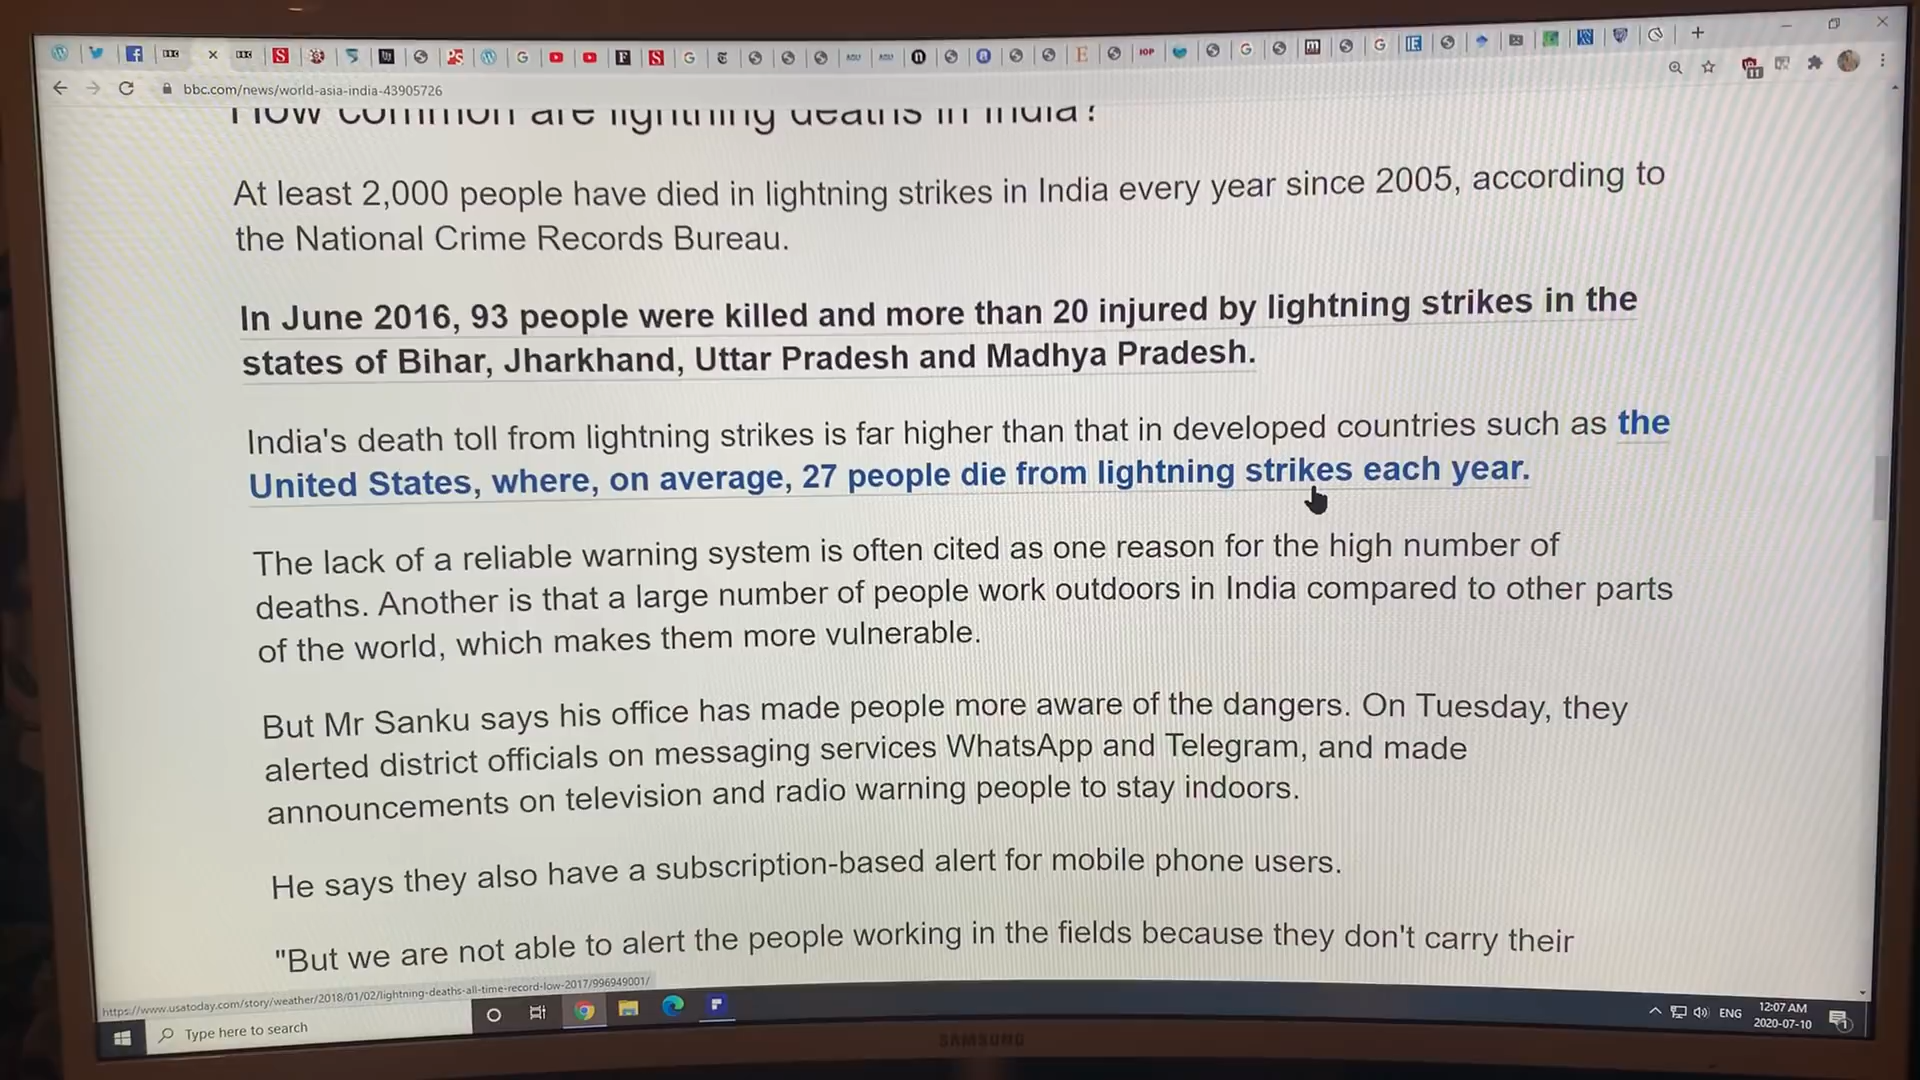 bbc.com/news/world-asia-india-43905726
How common are lightning deaths in India?
At least 2,000 people have died in lightning strikes in India every year since 2005, according to
the National Crime Records Bureau.
In June 2016, 93 people were killed and more than 20 injured by lightning strikes in the
states of Bihar, Jharkhand, Uttar Pradesh and Madhya Pradesh.
India's death toll from lightning strikes is far higher than that in developed countries such as the
United States, where, on average, 27 people die from lightning strikes each year.
The lack of a reliable warning system is often cited as one reason for the high number of
deaths. Another is that a large number of people work outdoors in India compared to other parts
of the world, which makes them more vulnerable.
But Mr Sanku says his office has made people more aware of the dangers. On Tuesday, they
alerted district officials on messaging services WhatsApp and Telegram, and made
announcements on television and radio warning people to stay indoors.
He says they also have a subscription-based alert for mobile phone users.
"But we are not able to alert the people working in the fields because they don't carry their
https://www.usatoday.com/story/weather/2018/01/02/lightning-deaths-all-time-record-low-2017/996949001/
Type here to search
ENG
12:07 AM
2020-07-10
SAMSUNG